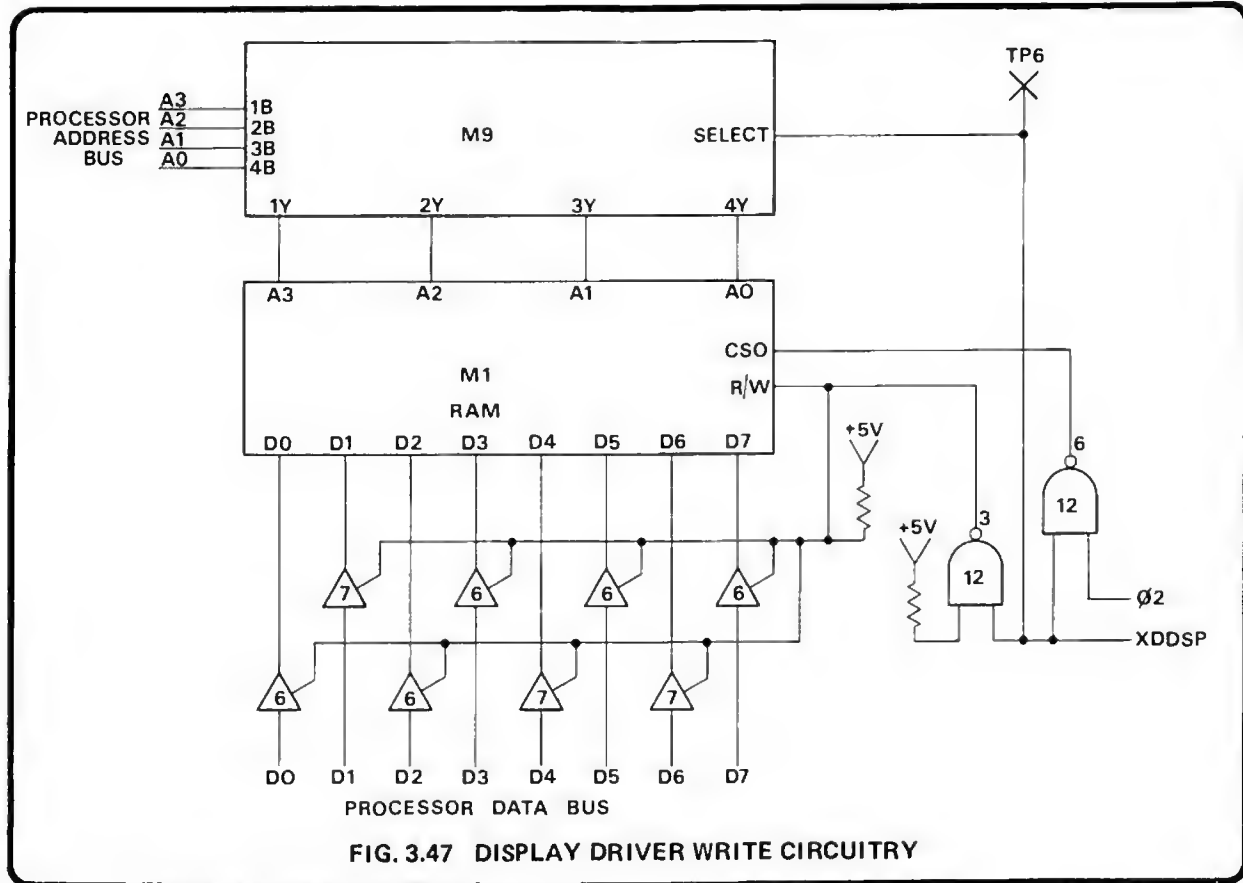 TP6
PROCESSOR
ADDRESS
BUS
A3
A2
A1
A0
1B
2B
3B
4B
M9
SELECT
1Y 2Y 3Y 4Y
A3 A2 A1 A0
CSO
M1
R/W
RAM
D0 D1 D2 D3 D4 D5 D6 D7
+5V
6
12
+5V
3
12
7 6 6 6
Ø2
XDDSP
6 6 7 7
D0 D1 D2 D3 D4 D5 D6 D7
PROCESSOR DATA BUS
FIG. 3.47 DISPLAY DRIVER WRITE CIRCUITRY